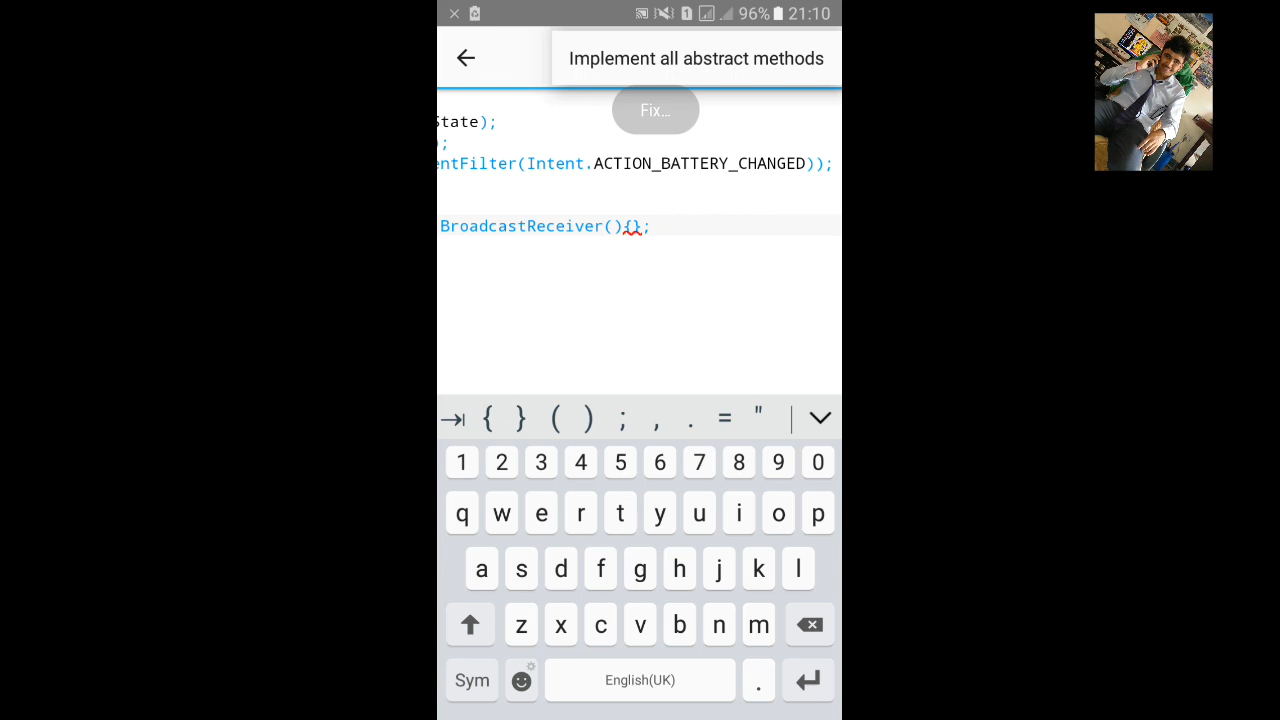 96% 21:10
Implement all abstract methods
Fix...
State);
);
entFilter(Intent.ACTION_BATTERY_CHANGED));
BroadcastReceiver(){};
{ } ( ) ; , . = "
1 2 3 4 5 6 7 8 9 0
q w e r t y u i o p
a s d f g h j k l
z x c v b n m
Sym English(UK) .